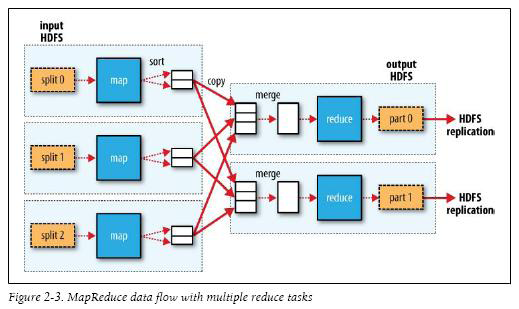 input
HDFS
split 0
map
sort
copy
split 1
map
split 2
map
output
HDFS
merge
reduce
part 0
HDFS
replication
merge
reduce
part 1
HDFS
replication
Figure 2-3. MapReduce data flow with multiple reduce tasks